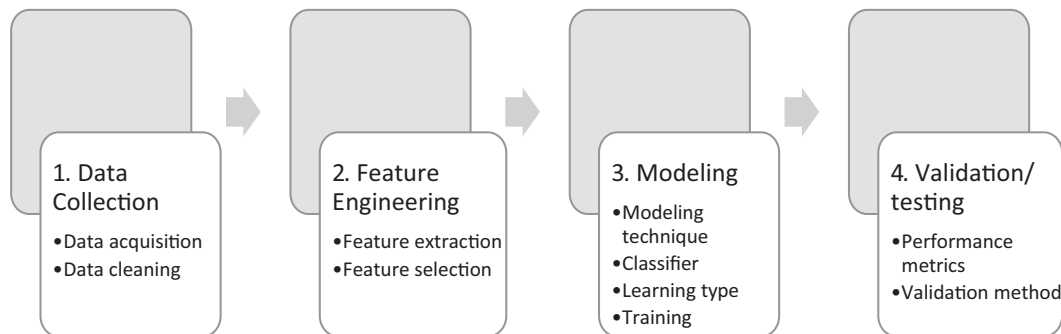 1. Data
Collection
•Data acquisition
•Data cleaning
2. Feature
Engineering
•Feature extraction
•Feature selection
3. Modeling
•Modeling
technique
•Classifier
•Learning type
•Training
4. Validation/
testing
•Performance
metrics
•Validation method